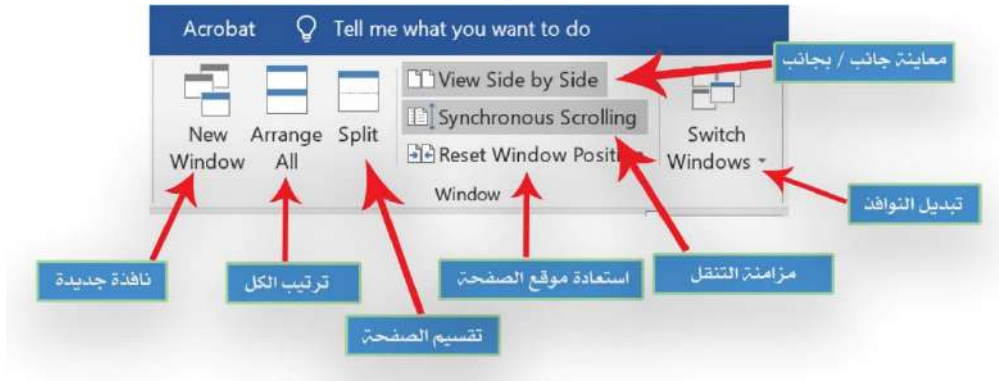 Acrobat Tell me what you want to do
معاينة جانب / بجانب
View Side by Side
Synchronous Scrolling
Reset Window Position
New Window
Arrange All
Split
Switch Windows
Window
تبديل النوافذ
نافذة جديدة
ترتيب الكل
استعادة موقع الصفحة
مزامنة التنقل
تقسيم الصفحة